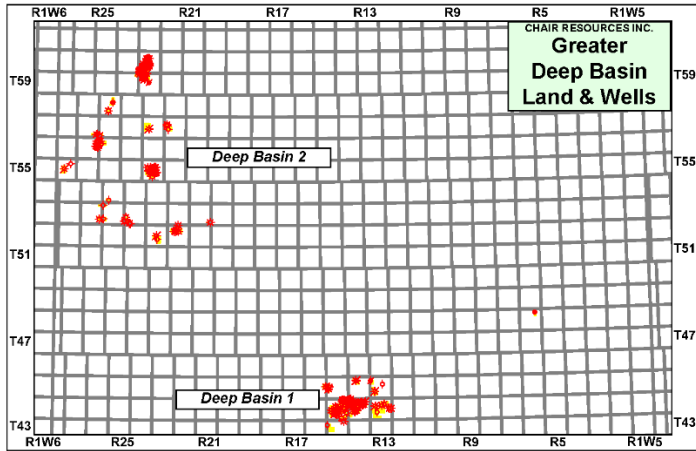 R1W6 R25 R21 R17 R13 R9 R5 R1W5
CHAIR RESOURCES INC.
Greater
Deep Basin
Land & Wells
T59 T59
Deep Basin 2
T55 T55
T51 T51
T47 T47
Deep Basin 1
T43 T43
R1W6 R25 R21 R17 R13 R9 R5 R1W5